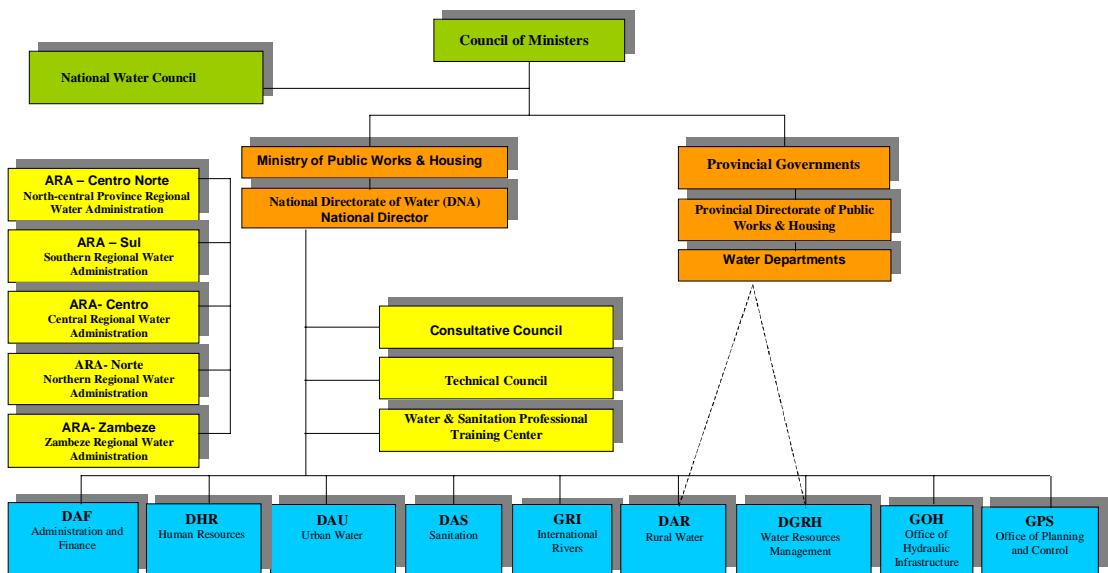 Council of Ministers
National Water Council
Ministry of Public Works & Housing
National Directorate of Water (DNA)
National Director
Provincial Governments
Provincial Directorate of Public
Works & Housing
Water Departments
ARA – Centro Norte
North-central Province Regional
Water Administration
ARA – Sul
Southern Regional Water
Administration
ARA- Centro
Central Regional Water
Administration
ARA- Norte
Northern Regional Water
Administration
ARA- Zambeze
Zambeze Regional Water
Administration
Consultative Council
Technical Council
Water & Sanitation Professional
Training Center
DAF
Administration and
Finance
DHR
Human Resources
DAU
Urban Water
DAS
Sanitation
GRI
International
Rivers
DAR
Rural Water
DGRH
Water Resources
Management
GOH
Office of
Hydraulic
Infrastructure
GPS
Office of Planning
and Control